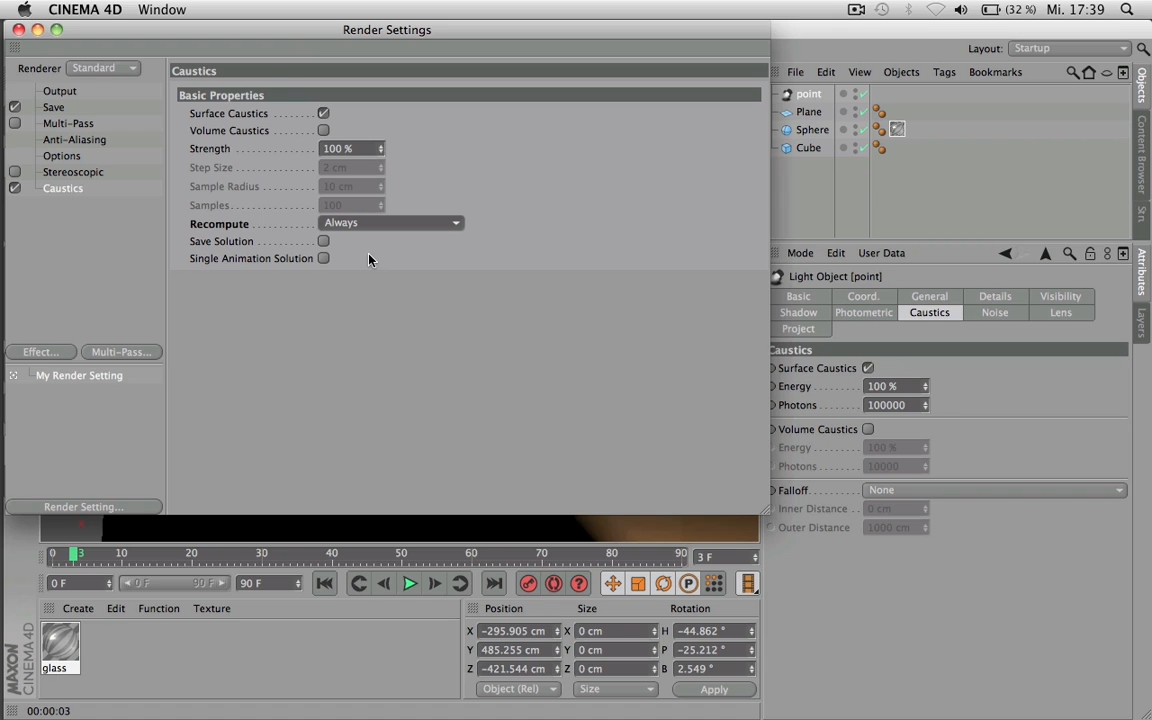 CINEMA 4D Window (32 %) Mi. 17:39
Render Settings
Renderer Standard
Output
Save
Multi-Pass
Anti-Aliasing
Options
Stereoscopic
Caustics
Effect... Multi-Pass...
My Render Setting
Render Setting...
Caustics
Basic Properties
Surface Caustics
Volume Caustics
Strength 100 %
Step Size 2 cm
Sample Radius 10 cm
Samples 100
Recompute Always
Save Solution
Single Animation Solution
Layout: Startup
File Edit View Objects Tags Bookmarks
point
Plane
Sphere
Cube
Objects
Content Browser
Attributes
Layers
Mode Edit User Data
Light Object [point]
Basic Coord. General Details Visibility
Shadow Photometric Caustics Noise Lens
Project
Caustics
Surface Caustics
Energy 100 %
Photons 100000
Volume Caustics
Energy 100 %
Photons 10000
Falloff None
Inner Distance 0 cm
Outer Distance 1000 cm
0 3 10 20 30 40 50 60 70 80 90 3 F
0 F 0 F 90 F 90 F
Create Edit Function Texture
glass
MAXON
CINEMA 4D
Position Size Rotation
X -295.905 cm X 0 cm H -44.862 °
Y 485.255 cm Y 0 cm P -25.212 °
Z -421.544 cm Z 0 cm B 2.549 °
Object (Rel) Size Apply
00:00:03